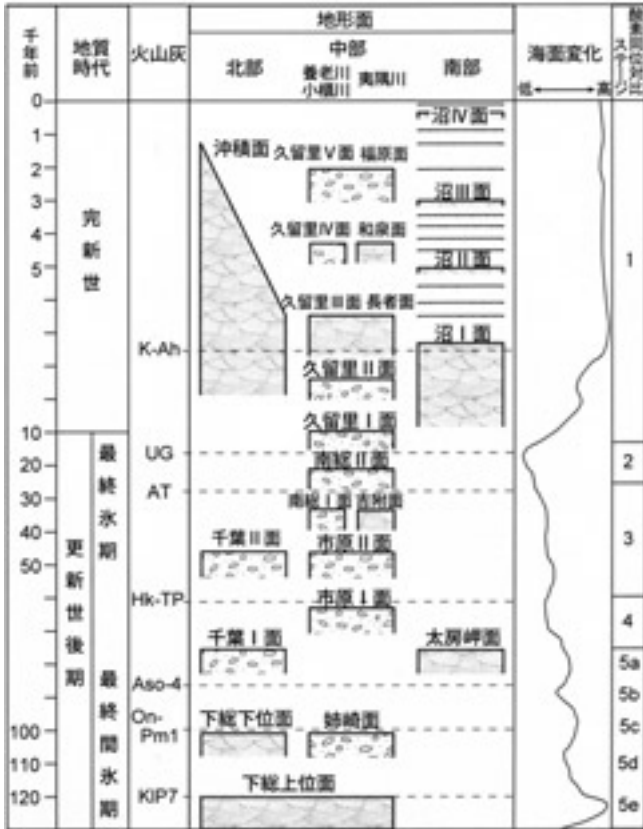 千年前
地質時代
火山灰
地形面
北部
中部
養老川
小櫃川
夷隅川
南部
海面変化
低 高
酸素同位対比ステージ
0
1
2
3
4
5
10
20
30
40
50
100
110
120
完新世
更新世後期
最終氷期
最終間氷期
K-Ah
UG
AT
Hk-TP
Aso-4
On-Pm1
KlP7
沖積面
千葉II面
千葉I面
下総下位面
下総上位面
久留里V面 福原面
久留里IV面 和泉面
久留里III面 長者面
久留里II面
久留里I面
南総II面
南総I面
市原II面
市原I面
姉崎面
沼IV面
沼III面
沼II面
沼I面
太房岬面
1
2
3
4
5a
5b
5c
5d
5e